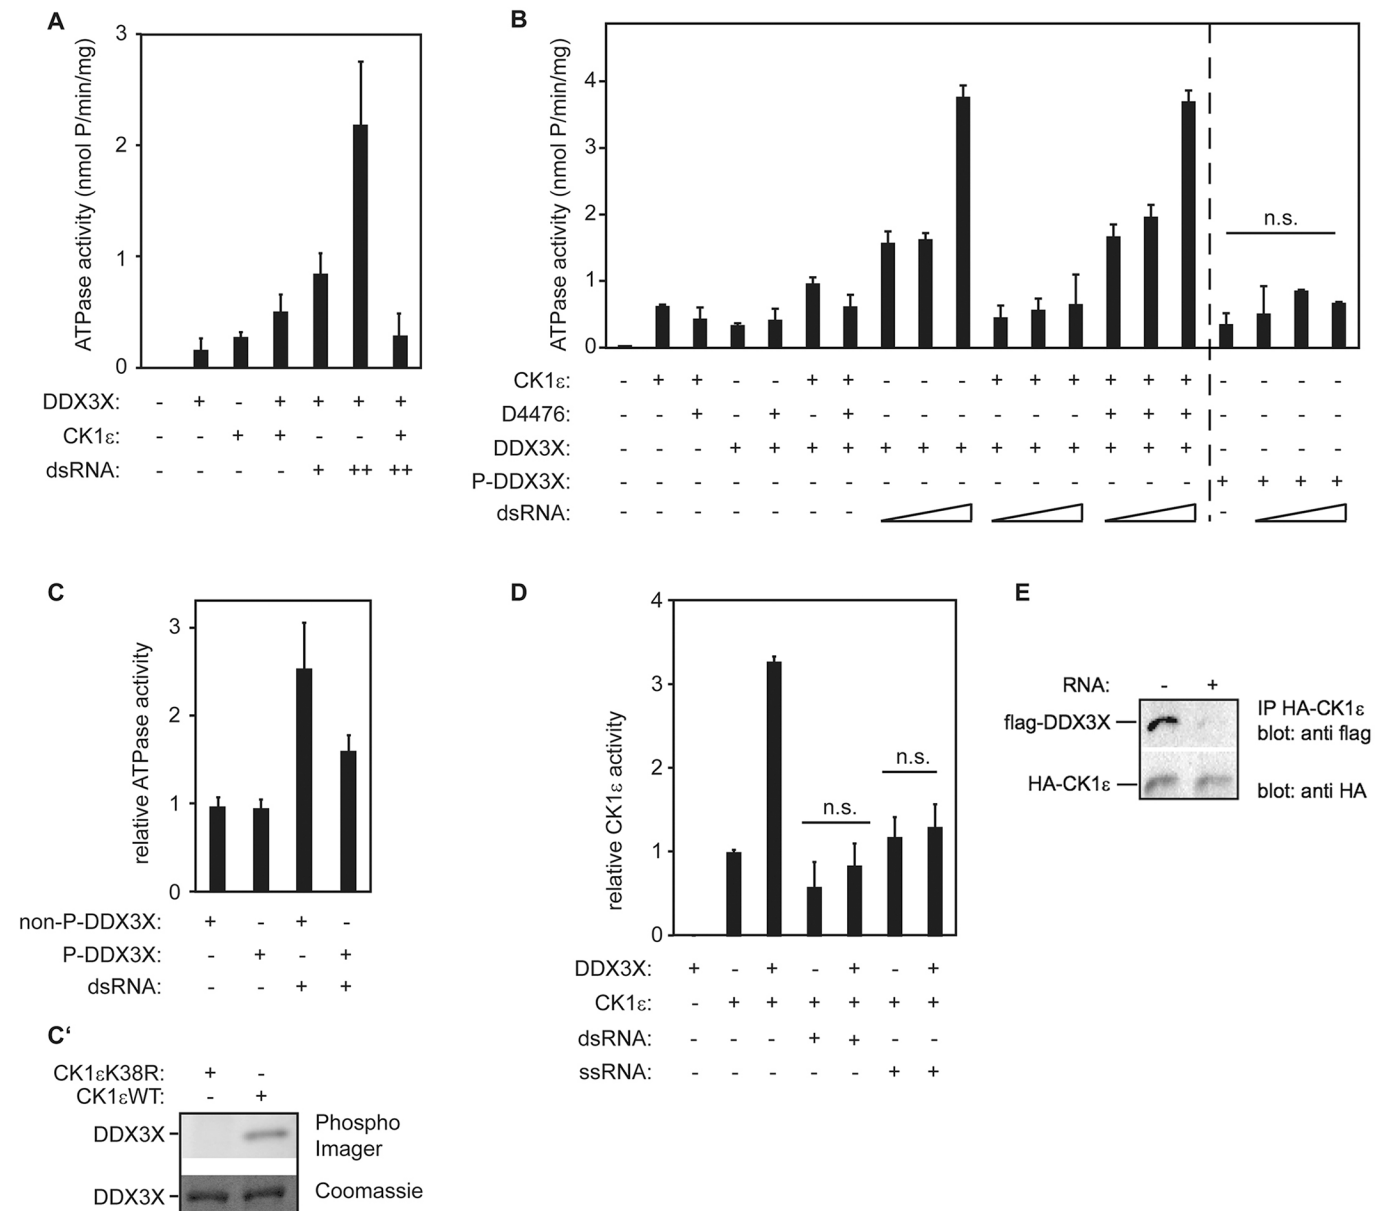 A
ATPase activity (nmol P/min/mg)
3
2
1
0
DDX3X: - + - + + + +
CK1ε: - - + + - - +
dsRNA: - - - - + ++ ++
B
ATPase activity (nmol P/min/mg)
4
3
2
1
0
n.s.
CK1ε: - + + - - + + - - - + + + + + + - - - -
D4476: - - + - + - + - - - - - - + + + - - - -
DDX3X: - - - + + + + + + + + + + + + + - - - -
P-DDX3X: - - - - - - - - - - - - - - - - + + + +
dsRNA: - - - - - - - -
C
relative ATPase activity
3
2
1
0
non-P-DDX3X: + - + -
P-DDX3X: - + - +
dsRNA: - - + +
C‘
CK1εK38R: + -
CK1εWT: - +
DDX3X
Phospho
Imager
DDX3X
Coomassie
D
relative CK1ε activity
4
3
2
1
0
n.s.
n.s.
DDX3X: + - + - + - +
CK1ε: - + + + + + +
dsRNA: - - - + + - -
ssRNA: - - - - - + +
E
RNA: - +
flag-DDX3X
IP HA-CK1ε
blot: anti flag
HA-CK1ε
blot: anti HA